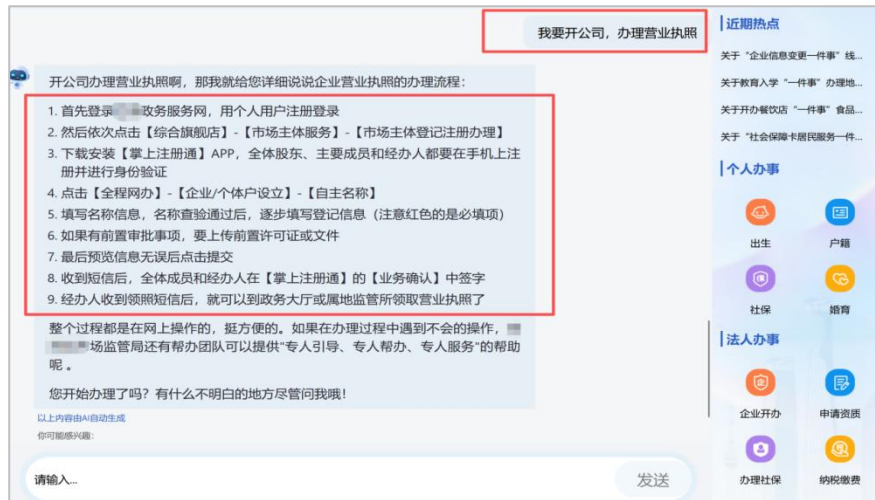 我要开公司，办理营业执照
开公司办理营业执照啊，那我就给您详细说说企业营业执照的办理流程：
1. 首先登录政务服务网，用个人用户注册登录
2. 然后依次点击【综合旗舰店】-【市场主体服务】-【市场主体登记注册办理】
3. 下载安装【掌上注册通】APP，全体股东、主要成员和经办人都要在手机上注
册并进行身份验证
4. 点击【全程网办】-【企业/个体户设立】-【自主名称】
5. 填写名称信息，名称查验通过后，逐步填写登记信息（注意红色的是必填项）
6. 如果有前置审批事项，要上传前置许可证或文件
7. 最后预览信息无误后点击提交
8. 收到短信后，全体成员和经办人在【掌上注册通】的【业务确认】中签字
9. 经办人收到领照短信后，就可以到政务大厅或属地监管所领取营业执照了
整个过程都是在网上操作的，挺方便的。如果在办理过程中遇到不会的操作，
场监管局还有帮办团队可以提供“专人引导、专人帮办、专人服务”的帮助
呢 。
您开始办理了吗？有什么不明白的地方尽管问我哦！
以上内容由AI自动生成
你可能感兴趣:
请输入...
发送
近期热点
关于“企业信息变更一件事”线...
关于教育入学“一件事”办理地...
关于开办餐饮店“一件事”食品...
关于“社会保障卡居民服务一件...
个人办事
出生
户籍
社保
婚育
法人办事
企业开办
申请资质
办理社保
纳税缴费